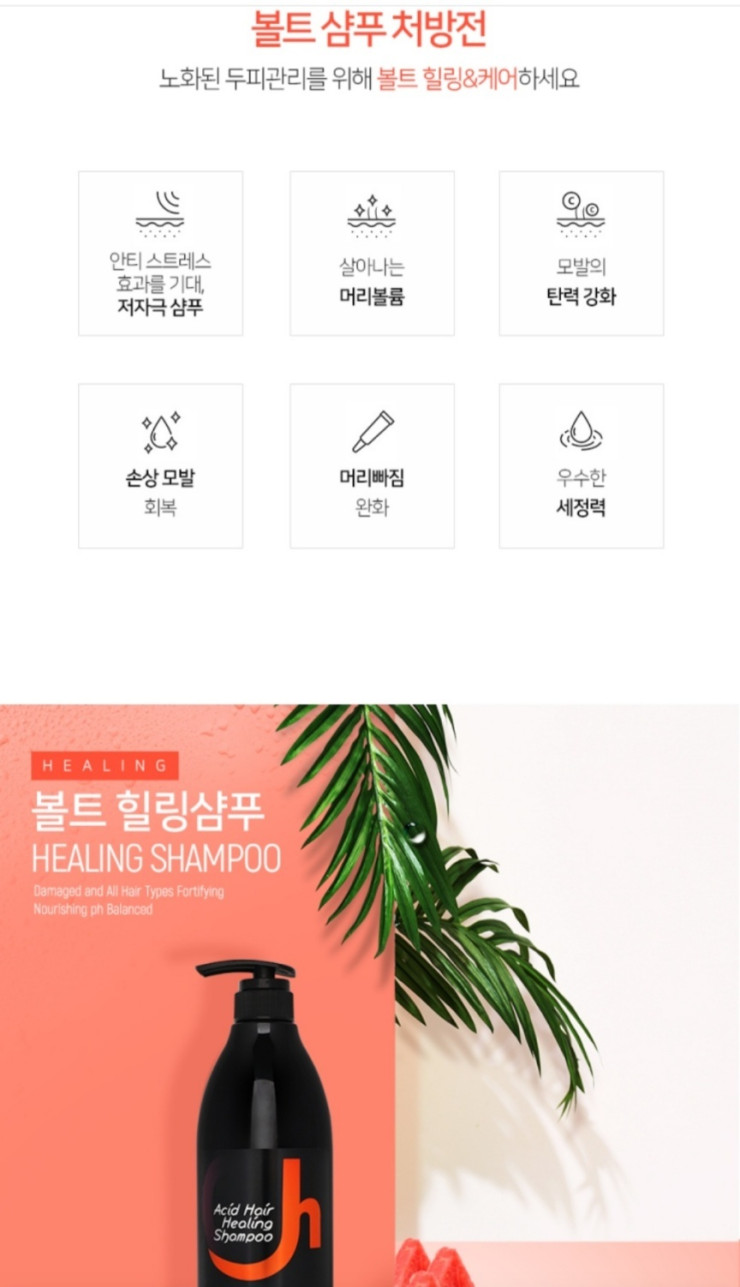 볼트 샴푸 처방전
노화된 두피관리를 위해 볼트 힐링&케어하세요
안티 스트레스
효과를 기대,
저자극 샴푸
살아나는
머리볼륨
모발의
탄력 강화
손상 모발
회복
머리빠짐
완화
우수한
세정력
HEALING
볼트 힐링샴푸
HEALING SHAMPOO
Damaged and All Hair Types Fortifying
Nourishing ph Balanced
Acid Hair
Healing
Shampoo
h